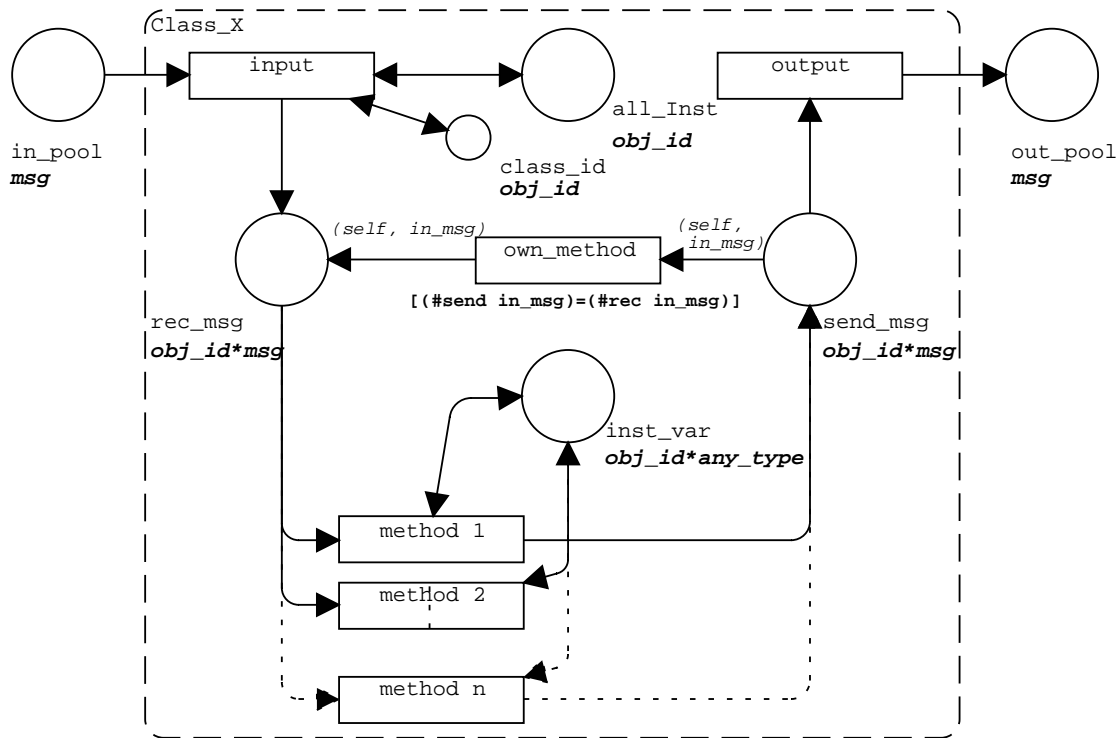 Class_X
input
output
in_pool
msg
all_Inst
obj_id
class_id
obj_id
out_pool
msg
(self, in_msg)
own_method
(self,
in_msg)
[(#send in_msg)=(#rec in_msg)]
rec_msg
obj_id*msg
send_msg
obj_id*msg
inst_var
obj_id*any_type
method 1
method 2
method n